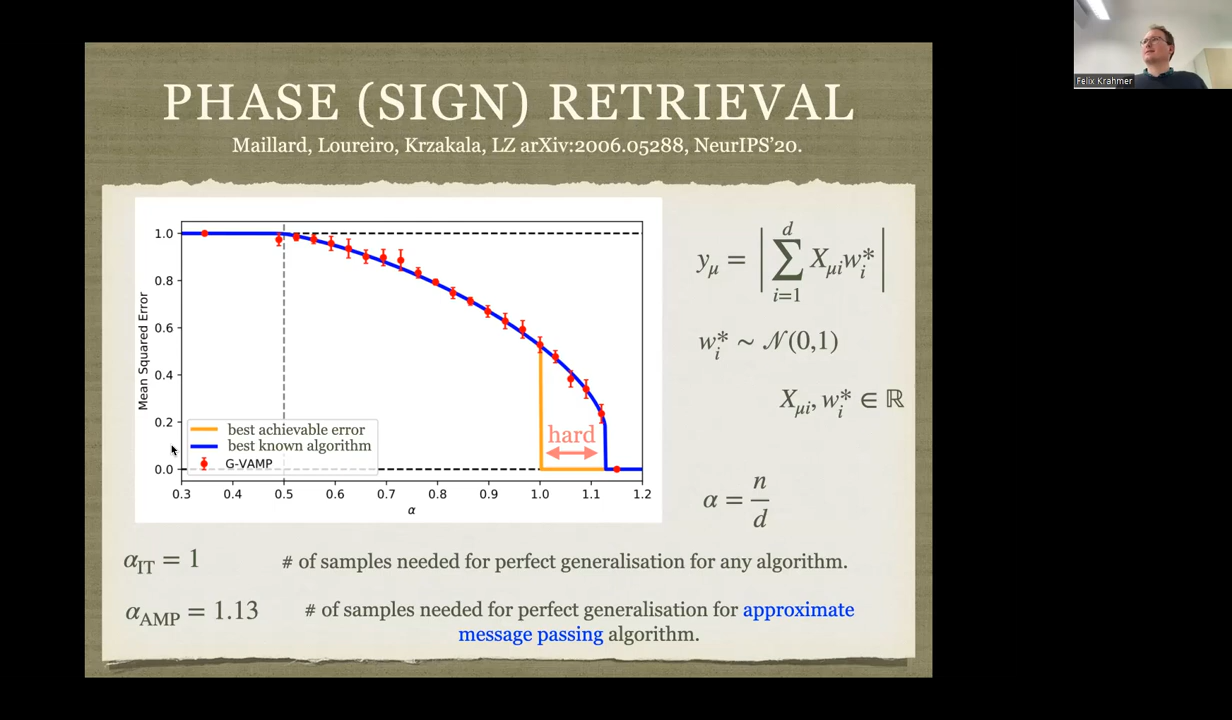 Felix Krahmer
PHASE (SIGN) RETRIEVAL
Maillard, Loureiro, Krzakala, LZ arXiv:2006.05288, NeurIPS'20.
Mean Squared Error
1.0
0.8
0.6
0.4
0.2
0.0
hard
best achievable error
best known algorithm
G-VAMP
0.3 0.4 0.5 0.6 0.7 0.8 0.9 1.0 1.1 1.2
α
y_μ = |∑_{i=1}^{d} X_{μi} w_i^*|
w_i^* ∼ 𝒩(0,1)
X_{μi}, w_i^* ∈ ℝ
α = n/d
α_IT = 1 # of samples needed for perfect generalisation for any algorithm.
α_AMP = 1.13 # of samples needed for perfect generalisation for approximate
message passing algorithm.